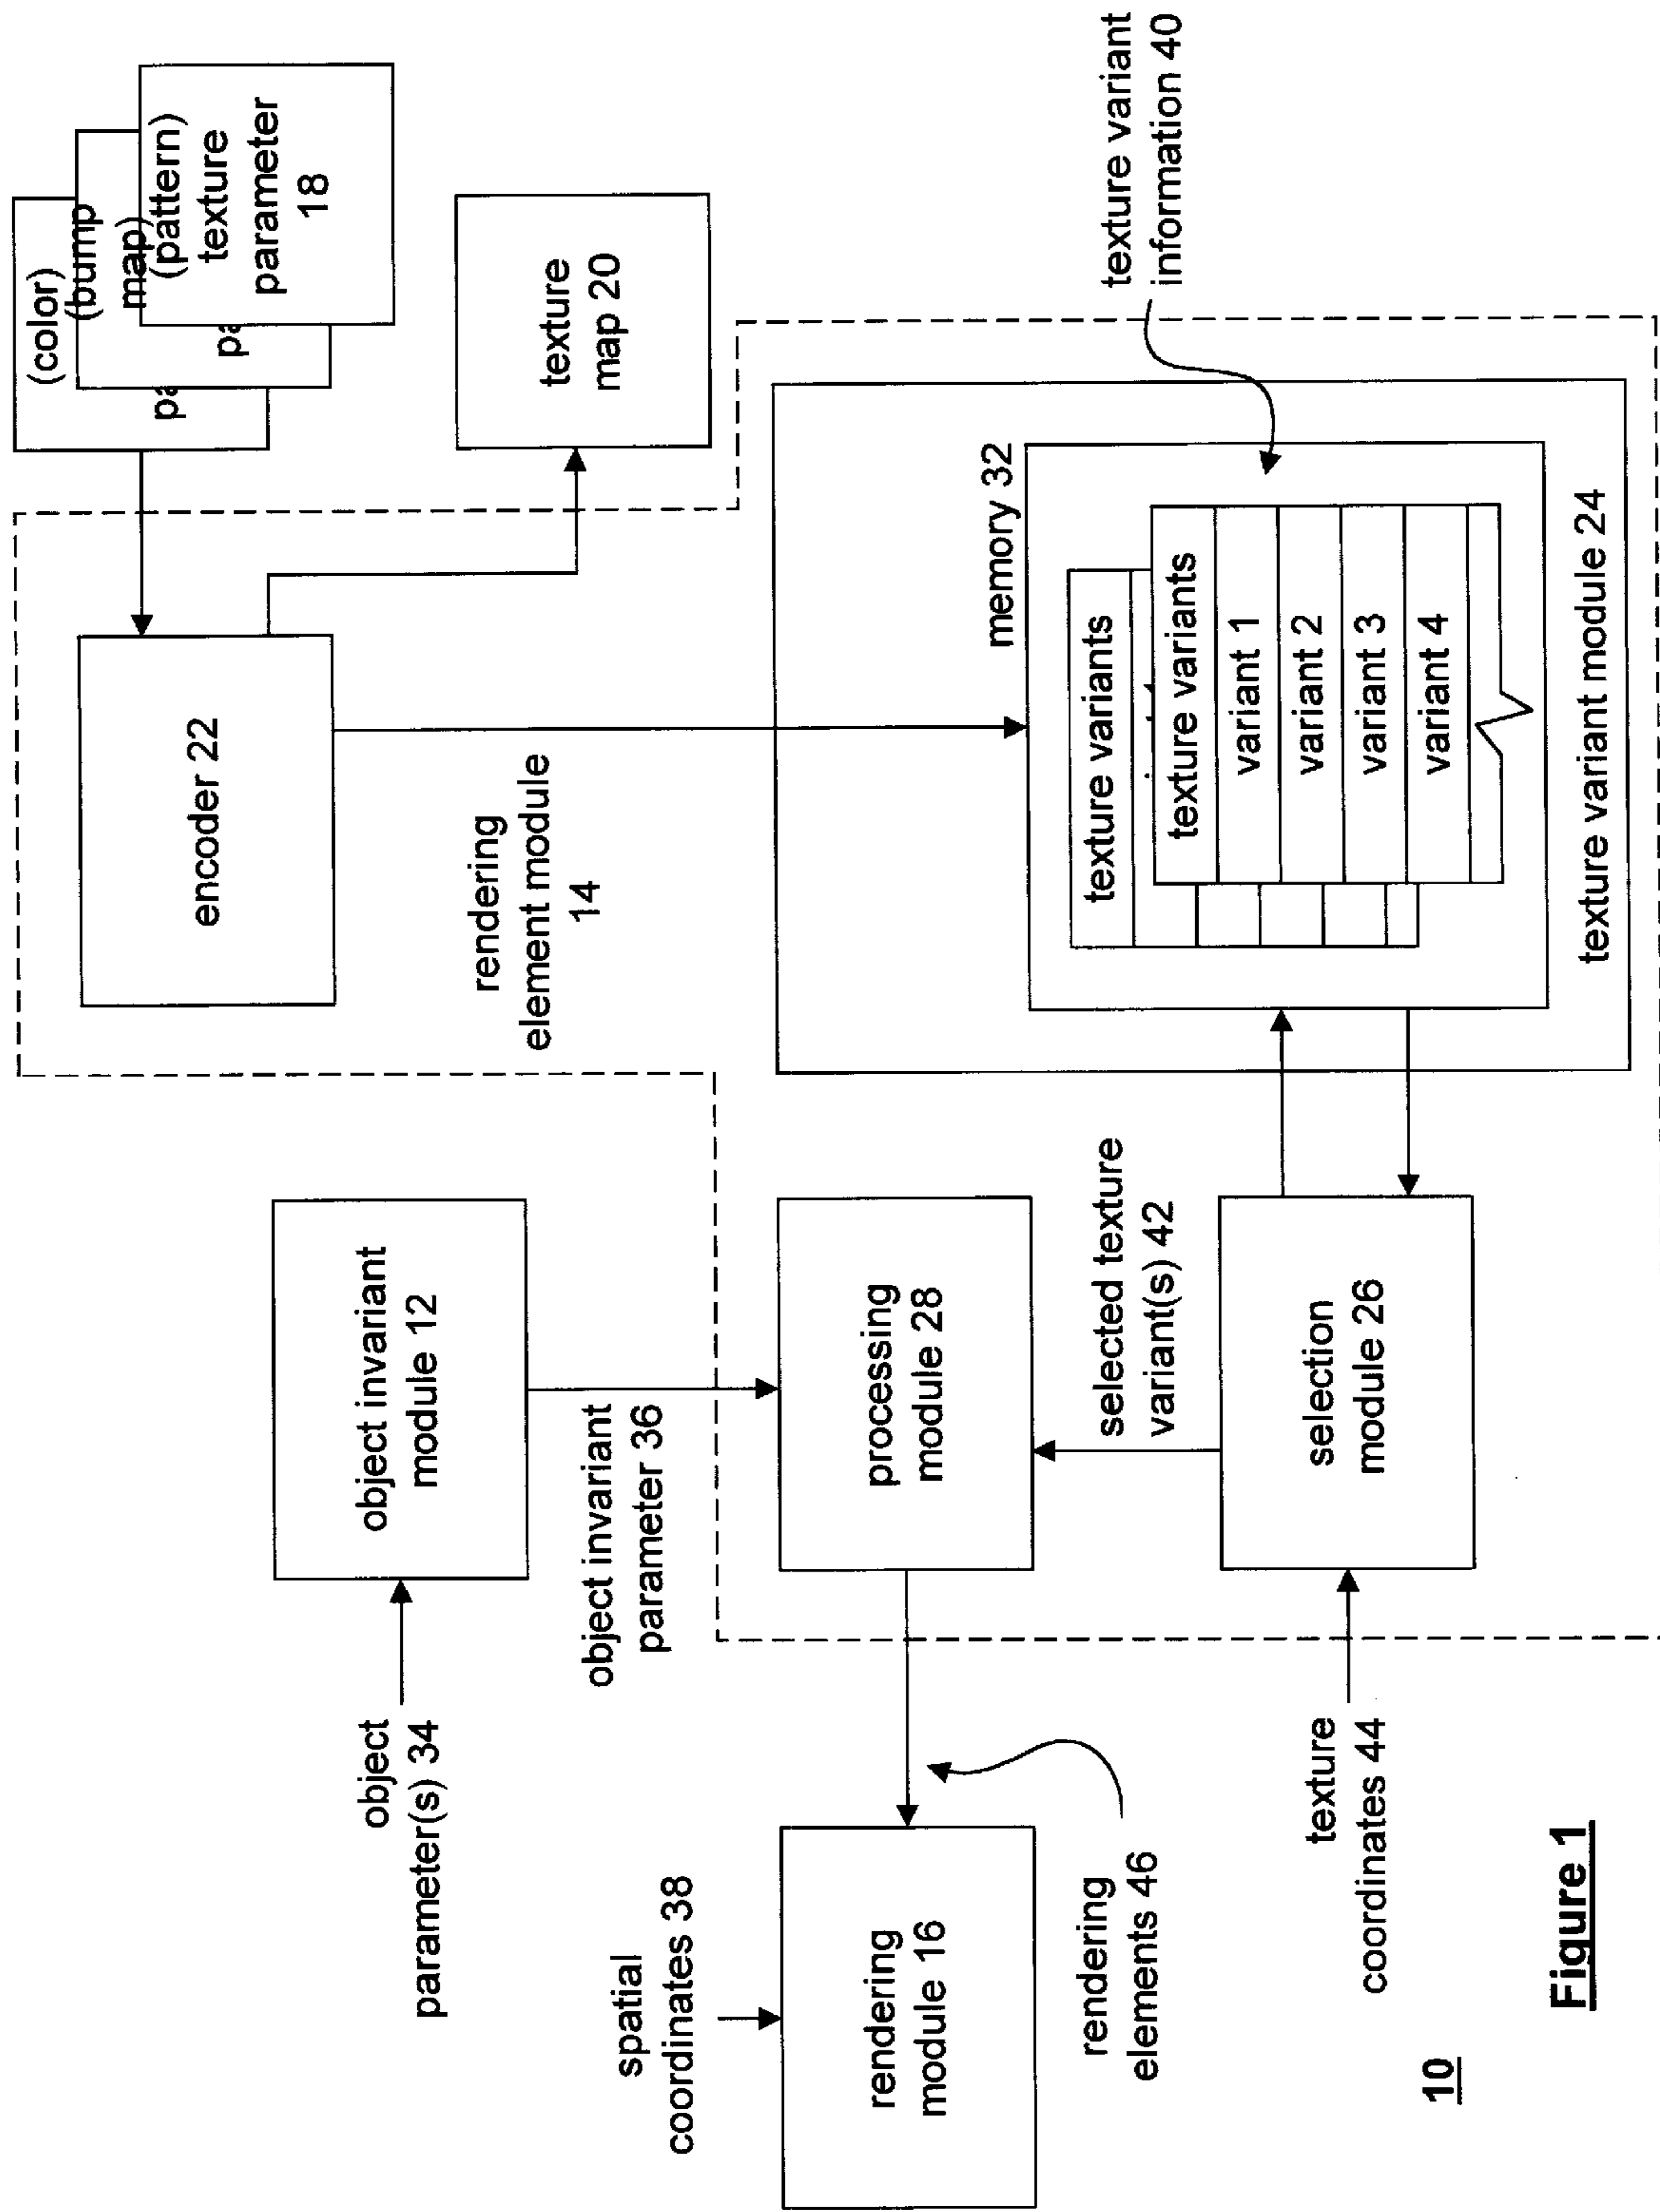 (color)
(bump
map)
(pattern)
texture
parameter
18
pa
pa
texture
map 20
encoder 22
rendering
element module
14
memory 32
texture variants
texture variants
variant 1
variant 2
variant 3
variant 4
texture variant module 24
texture variant
information 40
object invariant
module 12
object
parameter(s) 34
object invariant
parameter 36
processing
module 28
selected texture
variant(s) 42
selection
module 26
texture
coordinates 44
spatial
coordinates 38
rendering
module 16
rendering
elements 46
10
Figure 1